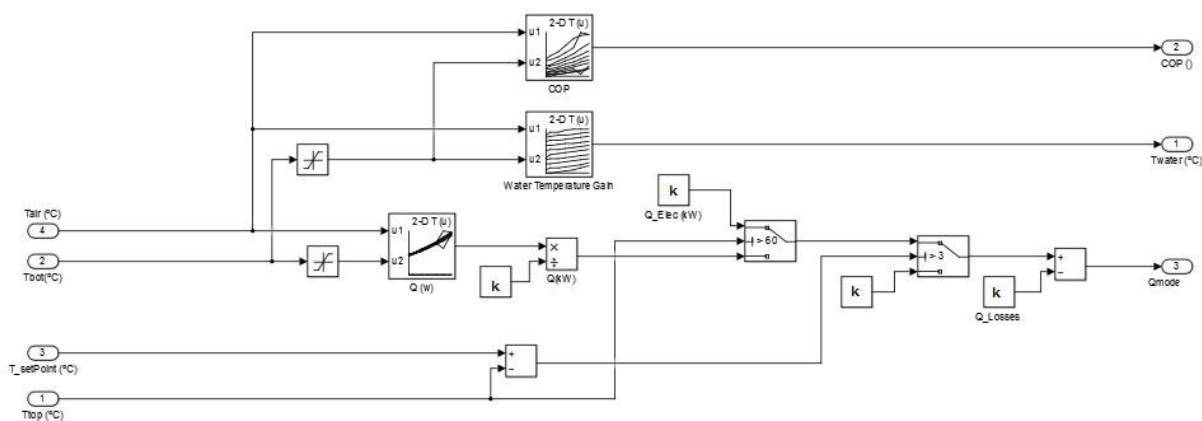 2-D T(u)
u1
u2
COP
2
COP ()
2-D T(u)
u1
u2
Water Temperature Gain
1
Twater (ºC)
k
Q_Elec (kW)
Tair (ºC)
4
2-D T(u)
u1
u2
Q (w)
×
÷
Q(kW)
k
> 60
2
Tbot(ºC)
> 3
k
k
Q_Losses
+
−
3
Qmode
3
T_setPoint (ºC)
+
−
1
Ttop (ºC)